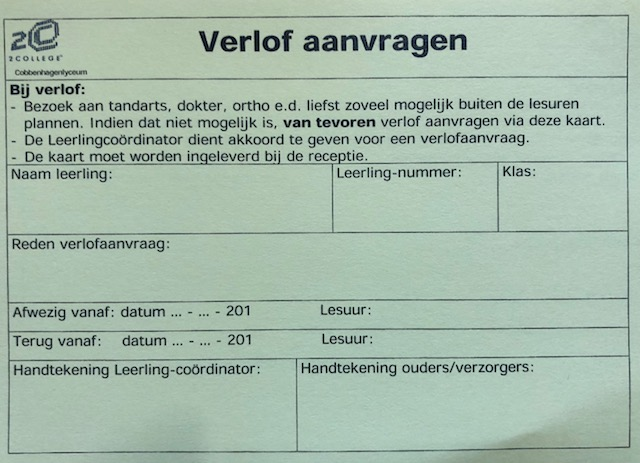 2C
2COLLEGE
Cobbenhagenlyceum
Verlof aanvragen
Bij verlof:
- Bezoek aan tandarts, dokter, ortho e.d. liefst zoveel mogelijk buiten de lesuren
plannen. Indien dat niet mogelijk is, van tevoren verlof aanvragen via deze kaart.
- De Leerlingcoördinator dient akkoord te geven voor een verlofaanvraag.
- De kaart moet worden ingeleverd bij de receptie.
Naam leerling: Leerling-nummer: Klas:
Reden verlofaanvraag:
Afwezig vanaf: datum ... - ... - 201 Lesuur:
Terug vanaf: datum ... - ... - 201 Lesuur:
Handtekening Leerling-coördinator: Handtekening ouders/verzorgers: